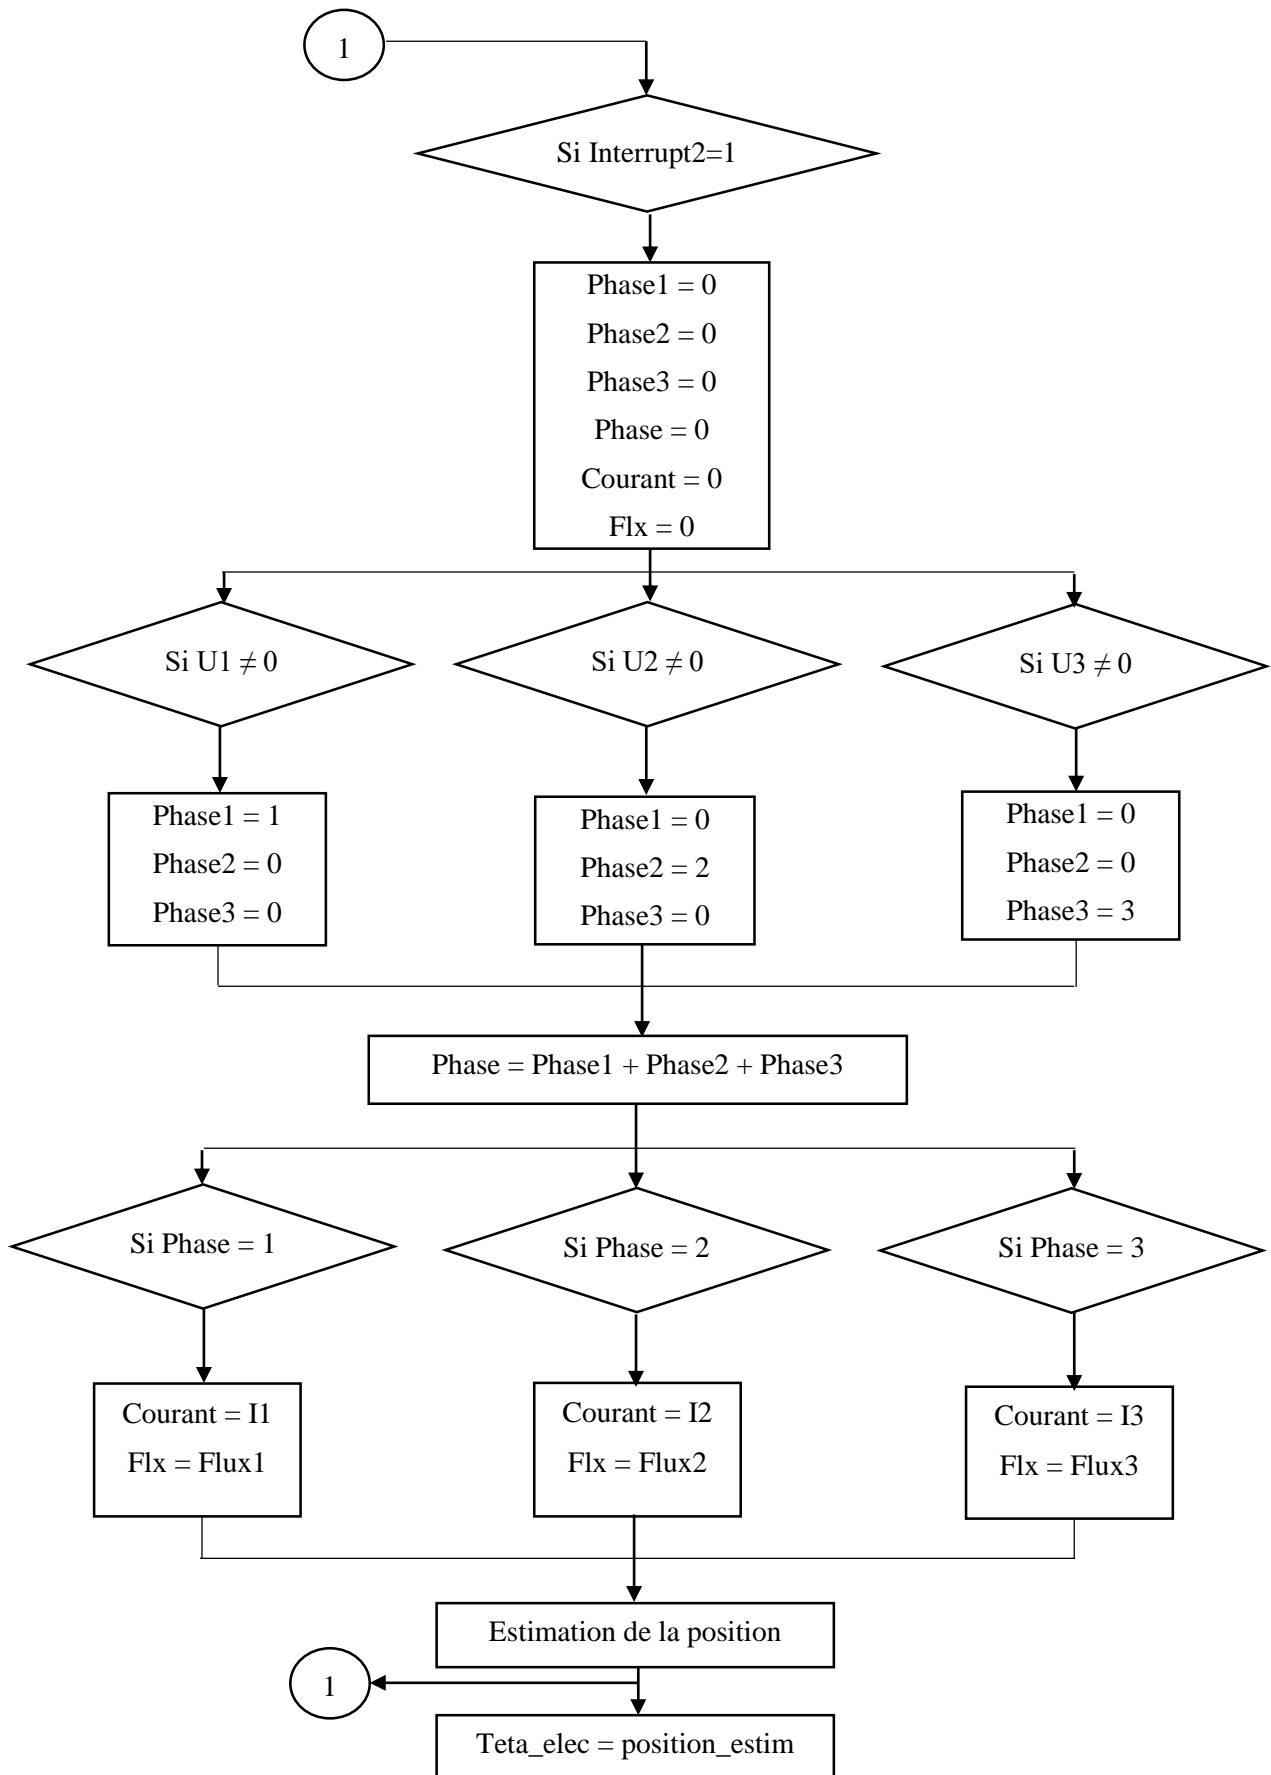 1
Si Interrupt2=1
Phase1 = 0
Phase2 = 0
Phase3 = 0
Phase = 0
Courant = 0
Flx = 0
Si U1 ≠ 0
Si U2 ≠ 0
Si U3 ≠ 0
Phase1 = 1
Phase2 = 0
Phase3 = 0
Phase1 = 0
Phase2 = 2
Phase3 = 0
Phase1 = 0
Phase2 = 0
Phase3 = 3
Phase = Phase1 + Phase2 + Phase3
Si Phase = 1
Si Phase = 2
Si Phase = 3
Courant = I1
Flx = Flux1
Courant = I2
Flx = Flux2
Courant = I3
Flx = Flux3
Estimation de la position
1
Teta_elec = position_estim